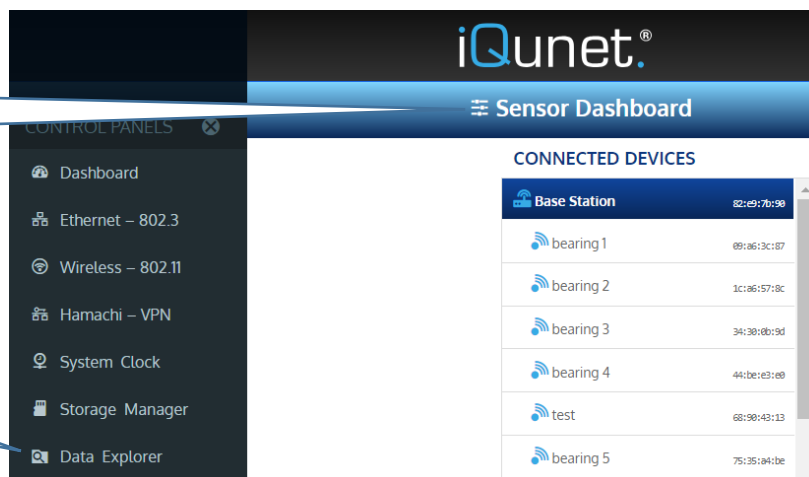 iQunet.®
Sensor Dashboard
CONTROL PANELS
Dashboard
Ethernet – 802.3
Wireless – 802.11
Hamachi – VPN
System Clock
Storage Manager
Data Explorer
CONNECTED DEVICES
Base Station 82:e9:7b:90
bearing 1 09:a6:3c:87
bearing 2 1c:a6:57:8c
bearing 3 34:30:0b:9d
bearing 4 44:be:e3:e0
test 68:90:43:13
bearing 5 75:35:a4:be